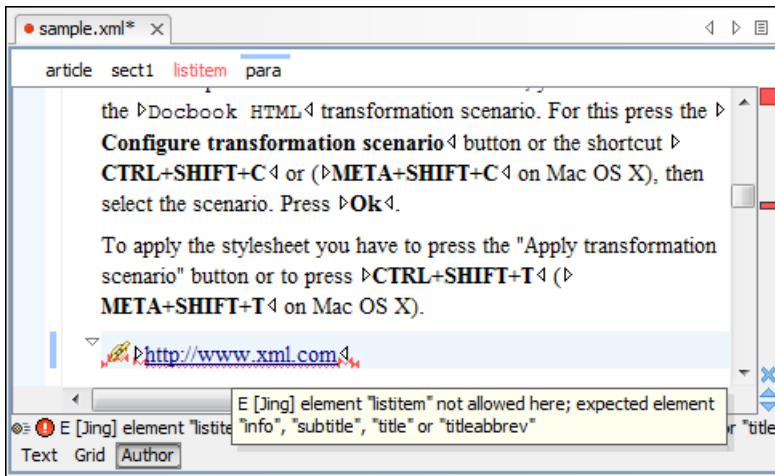 sample.xml*
article sect1 listitem para
the Docbook HTML transformation scenario. For this press the
Configure transformation scenario button or the shortcut
CTRL+SHIFT+C or (META+SHIFT+C on Mac OS X), then
select the scenario. Press Ok.
To apply the stylesheet you have to press the "Apply transformation
scenario" button or to press CTRL+SHIFT+T (
META+SHIFT+T on Mac OS X).
http://www.xml.com
E [Jing] element "listitem" not allowed here; expected element
"info", "subtitle", "title" or "titleabbrev"
E [Jing] element "listite
or "title
Text Grid Author